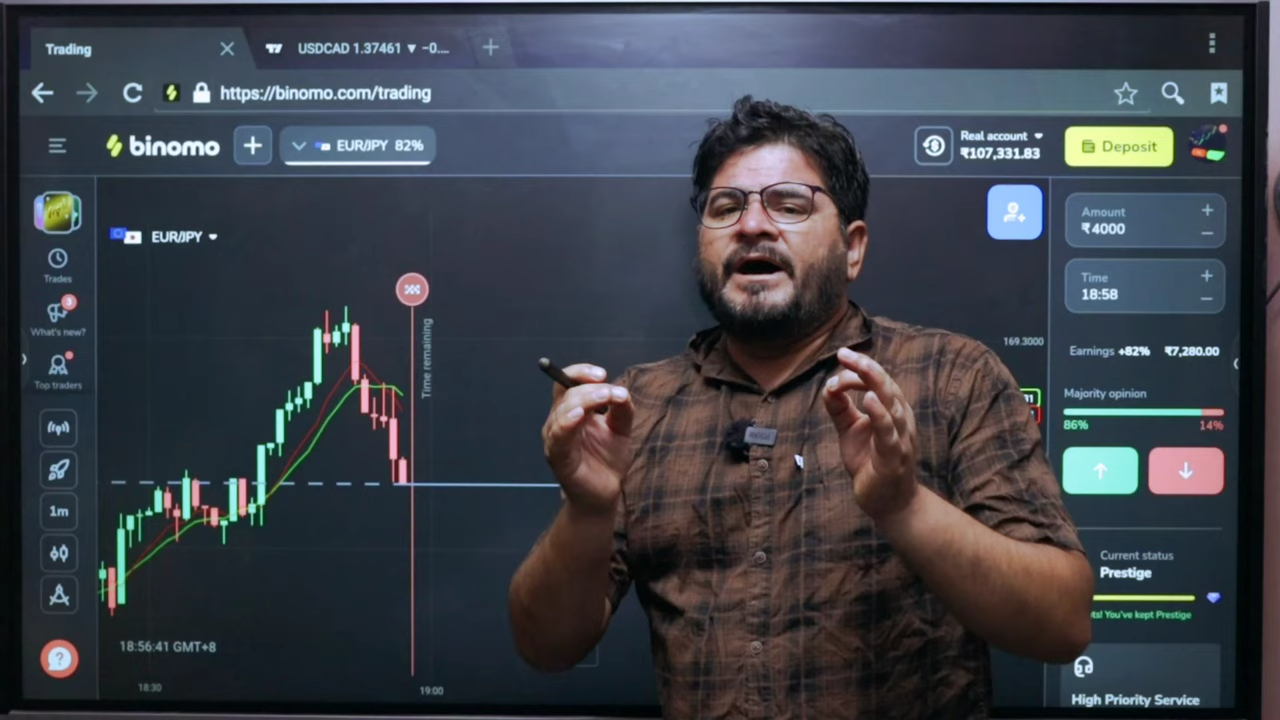 Trading
USDCAD 1.37461 ▼ −0....
https://binomo.com/trading
binomo
EUR/JPY 82%
Real account
₹107,331.83
Deposit
EUR/JPY
Trades
3
What's new?
Top traders
1m
Time remaining
169.3000
Amount
₹4000
Time
18:58
Earnings +82% ₹7,280.00
Majority opinion
86% 14%
Current status
Prestige
ts! You've kept Prestige
High Priority Service
18:56:41 GMT+8
18:30
19:00